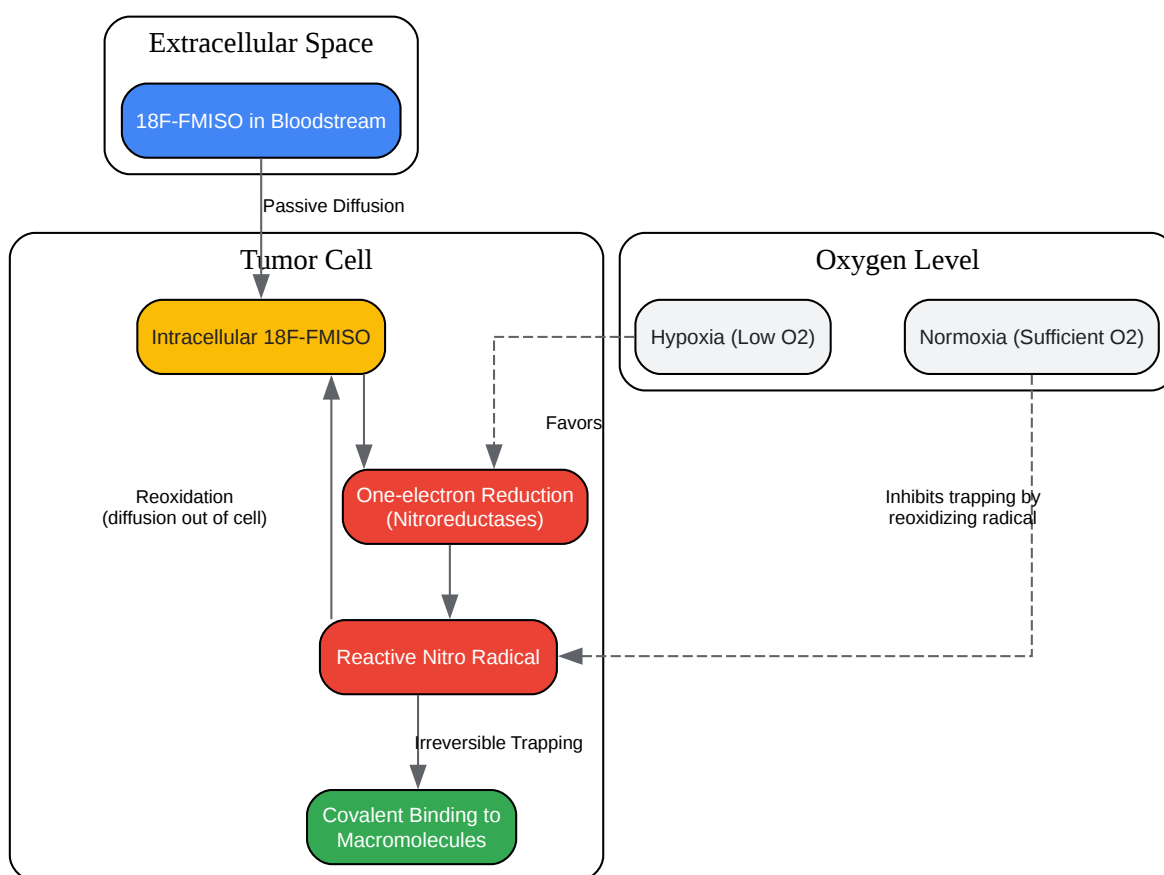 Extracellular Space
18F-FMISO in Bloodstream
Passive Diffusion
Tumor Cell
Oxygen Level
Intracellular 18F-FMISO
Hypoxia (Low O2)
Normoxia (Sufficient O2)
Favors
Reoxidation
(diffusion out of cell)
One-electron Reduction
(Nitroreductases)
Inhibits trapping by
reoxidizing radical
Reactive Nitro Radical
Irreversible Trapping
Covalent Binding to
Macromolecules